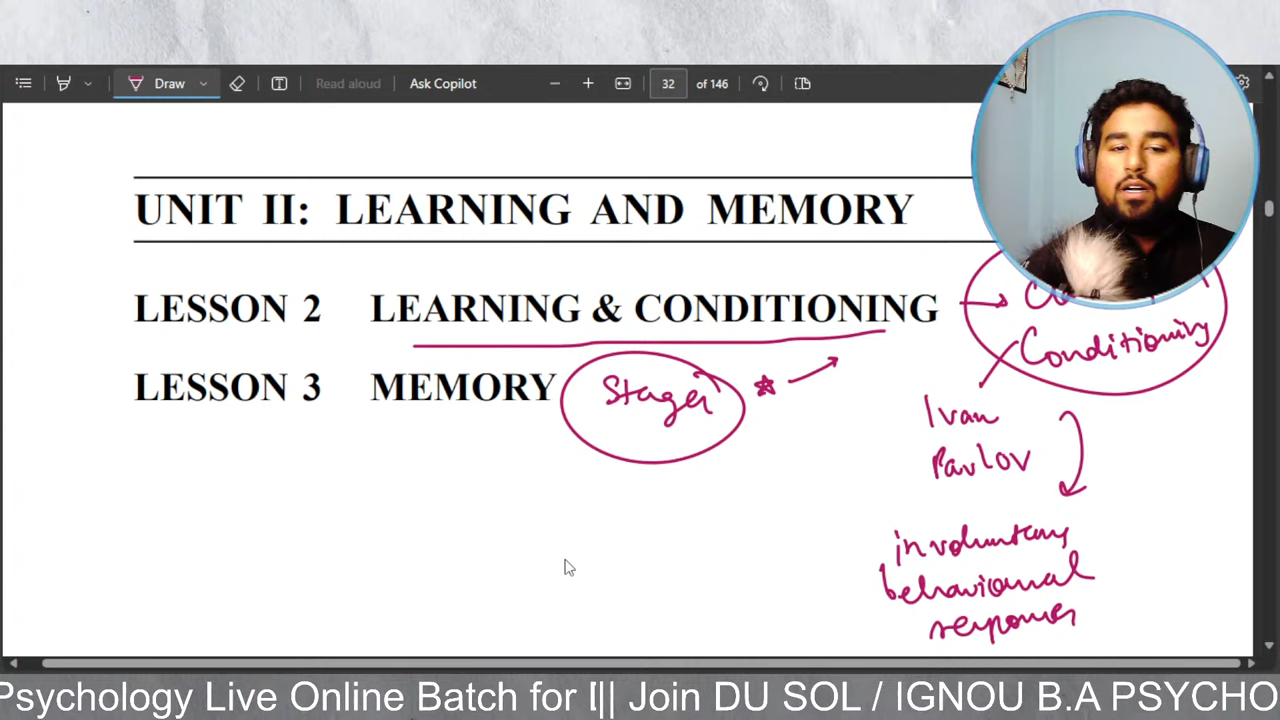 Draw
Read aloud
Ask Copilot
32
of 146
UNIT II: LEARNING AND MEMORY
LESSON 2 LEARNING & CONDITIONING
Conditioning
LESSON 3 MEMORY
Stages
Ivan
Pavlov
involuntary
behavioural
responses
Psychology Live Online Batch for || Join DU SOL / IGNOU B.A PSYCHO